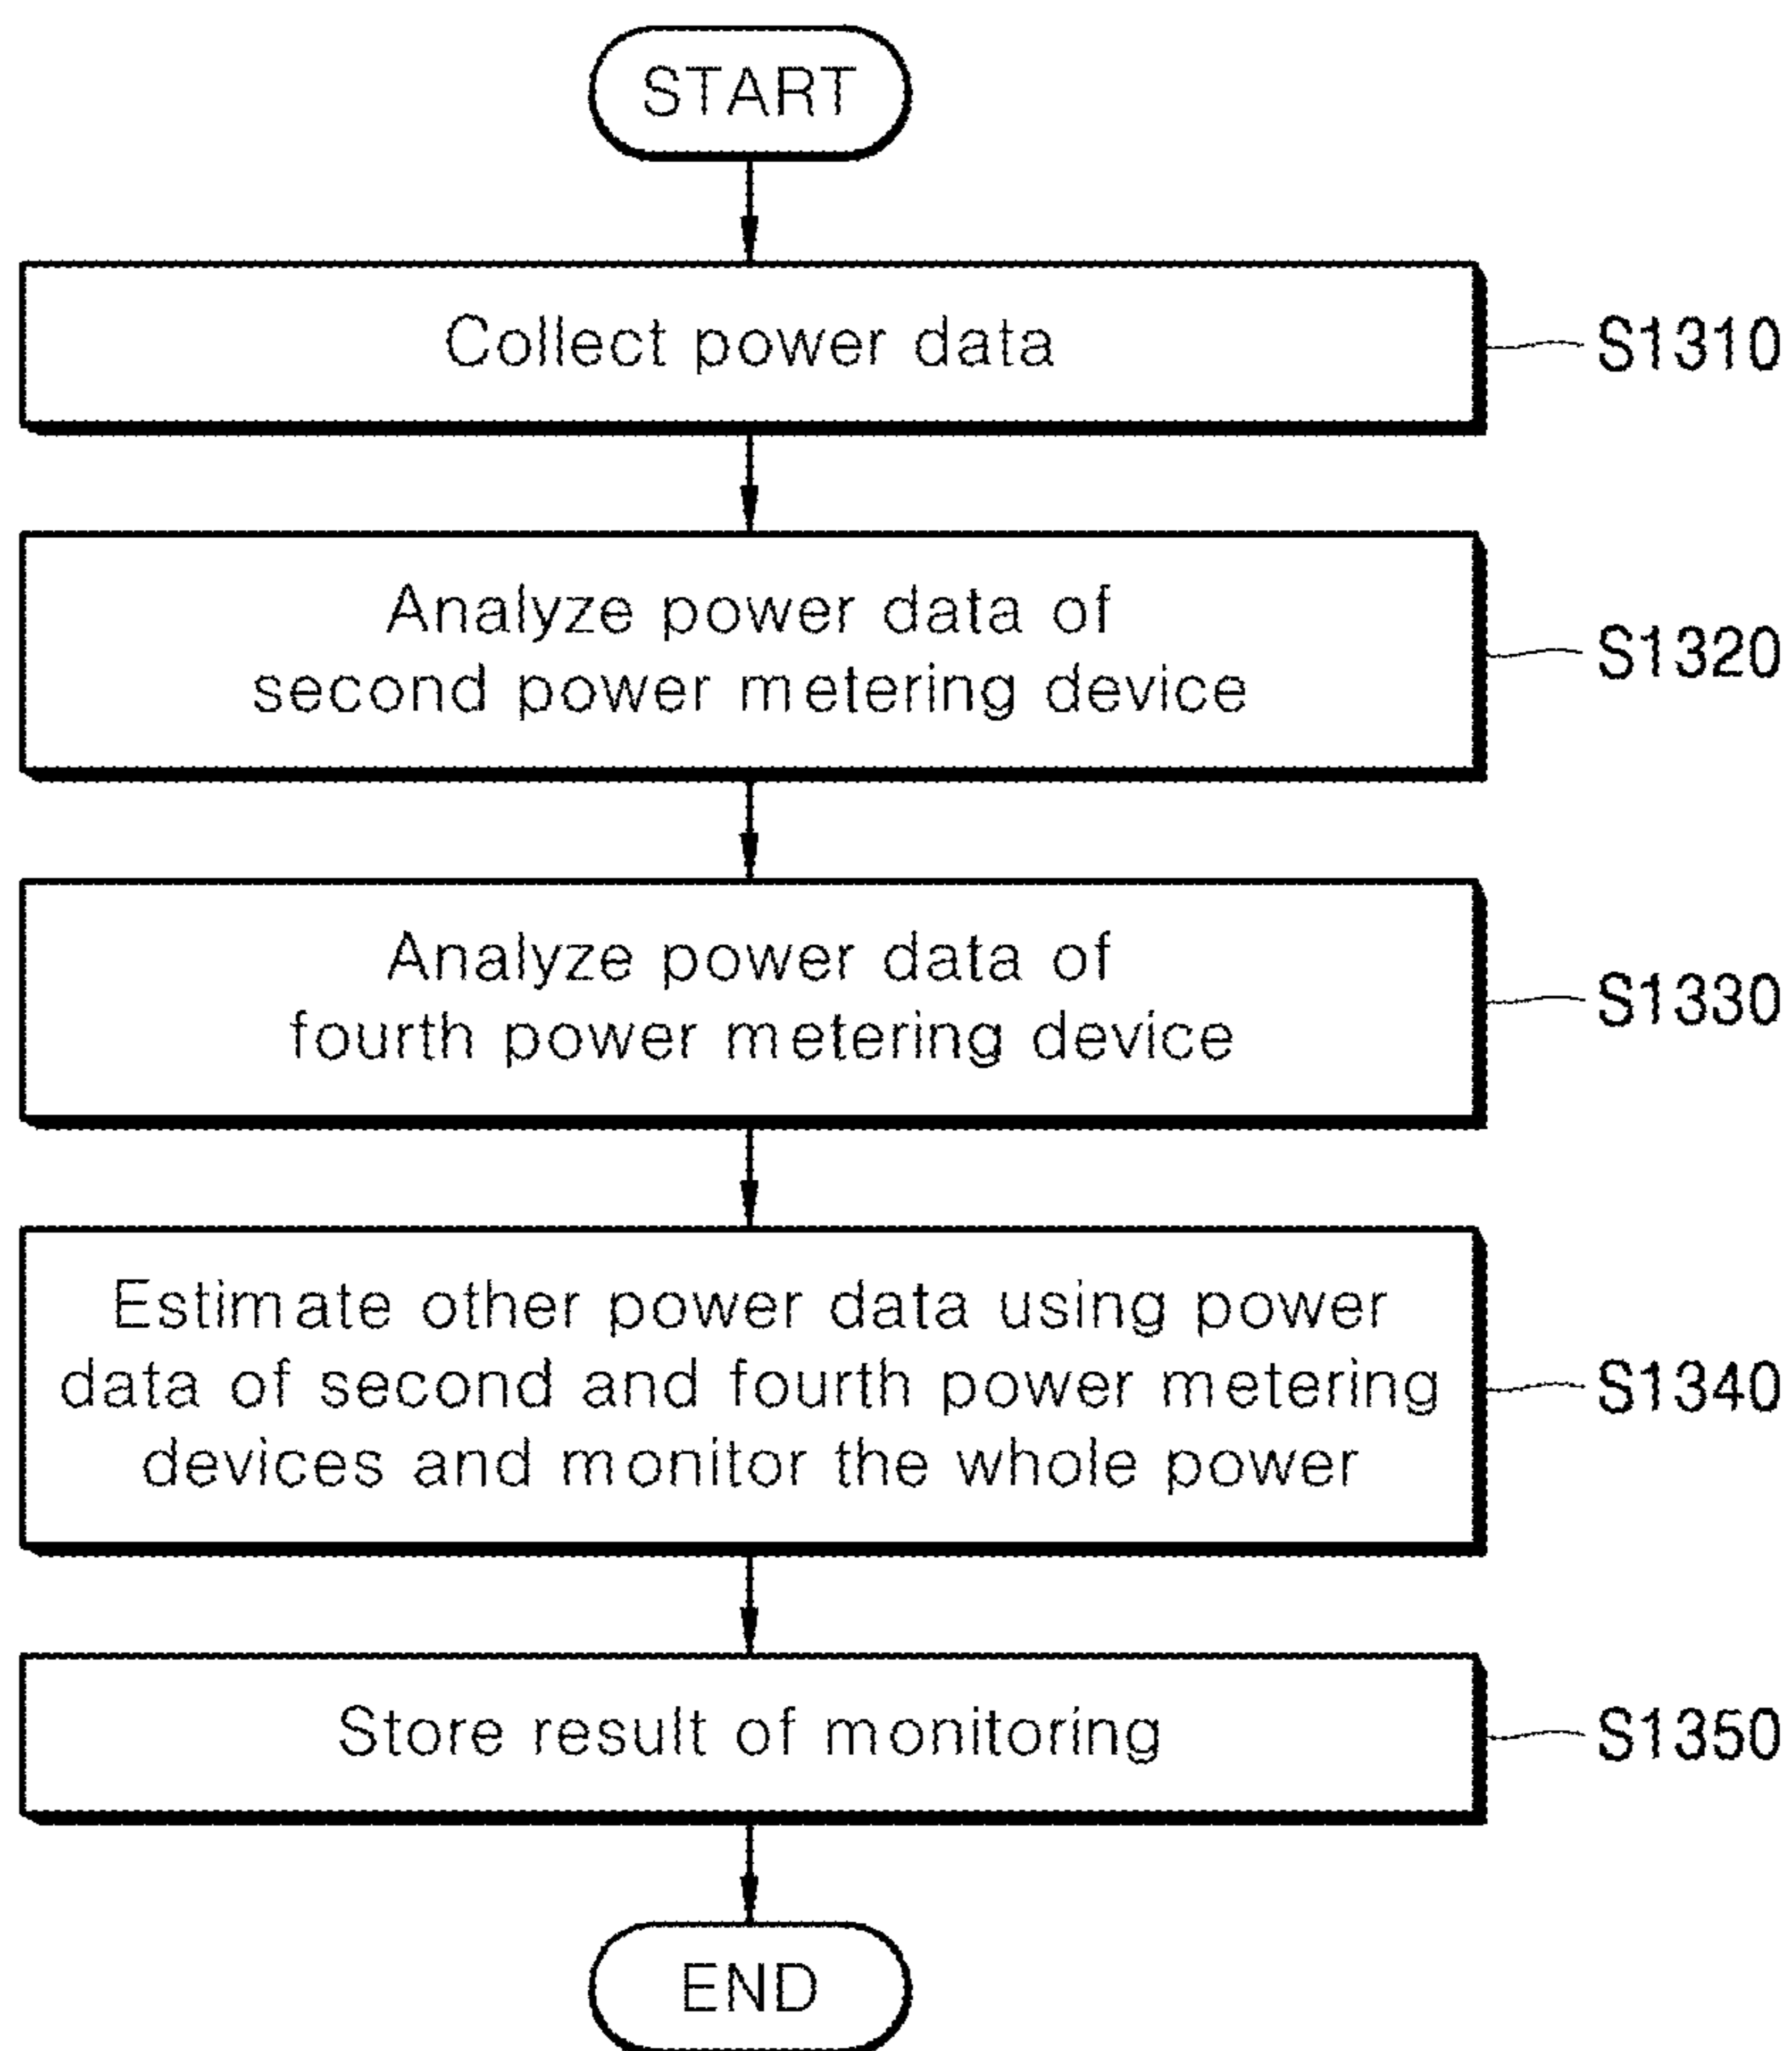 START
Collect power data
S1310
Analyze power data of
second power metering device
S1320
Analyze power data of
fourth power metering device
S1330
Estimate other power data using power
data of second and fourth power metering
devices and monitor the whole power
S1340
Store result of monitoring
S1350
END